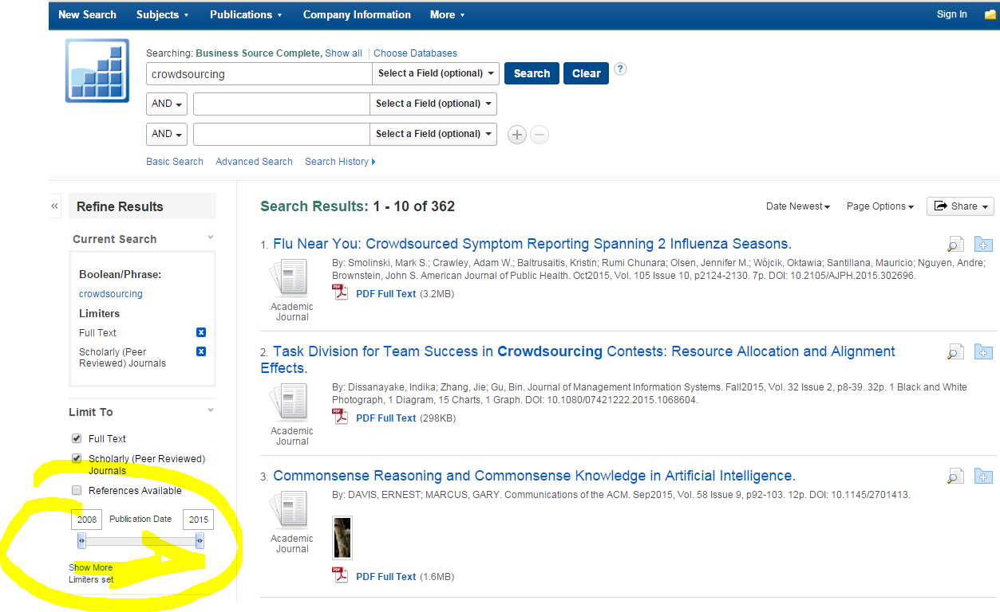 New Search Subjects Publications Company Information More Sign In
Searching: Business Source Complete, Show all Choose Databases
crowdsourcing Select a Field (optional) Search Clear ?
AND Select a Field (optional)
AND Select a Field (optional)
Basic Search Advanced Search Search History
« Refine Results
Current Search
Boolean/Phrase:
crowdsourcing
Limiters
Full Text
Scholarly (Peer
Reviewed) Journals
Limit To
Full Text
Scholarly (Peer Reviewed)
Journals
References Available
2008 Publication Date 2015
Show More
Limiters set
Search Results: 1 - 10 of 362
Date Newest Page Options Share
1. Flu Near You: Crowdsourced Symptom Reporting Spanning 2 Influenza Seasons.
By: Smolinski, Mark S.; Crawley, Adam W.; Baltrusaitis, Kristin; Rumi Chunara; Olsen, Jennifer M.; Wójcik, Oktawia; Santillana, Mauricio; Nguyen, Andre;
Brownstein, John S. American Journal of Public Health. Oct2015, Vol. 105 Issue 10, p2124-2130. 7p. DOI: 10.2105/AJPH.2015.302696.
PDF Full Text (3.2MB)
Academic
Journal
2. Task Division for Team Success in Crowdsourcing Contests: Resource Allocation and Alignment
Effects.
By: Dissanayake, Indika; Zhang, Jie; Gu, Bin. Journal of Management Information Systems. Fall2015, Vol. 32 Issue 2, p8-39. 32p. 1 Black and White
Photograph, 1 Diagram, 15 Charts, 1 Graph. DOI: 10.1080/07421222.2015.1068604.
PDF Full Text (298KB)
Academic
Journal
3. Commonsense Reasoning and Commonsense Knowledge in Artificial Intelligence.
By: DAVIS, ERNEST; MARCUS, GARY. Communications of the ACM. Sep2015, Vol. 58 Issue 9, p92-103. 12p. DOI: 10.1145/2701413.
Academic
Journal
PDF Full Text (1.6MB)